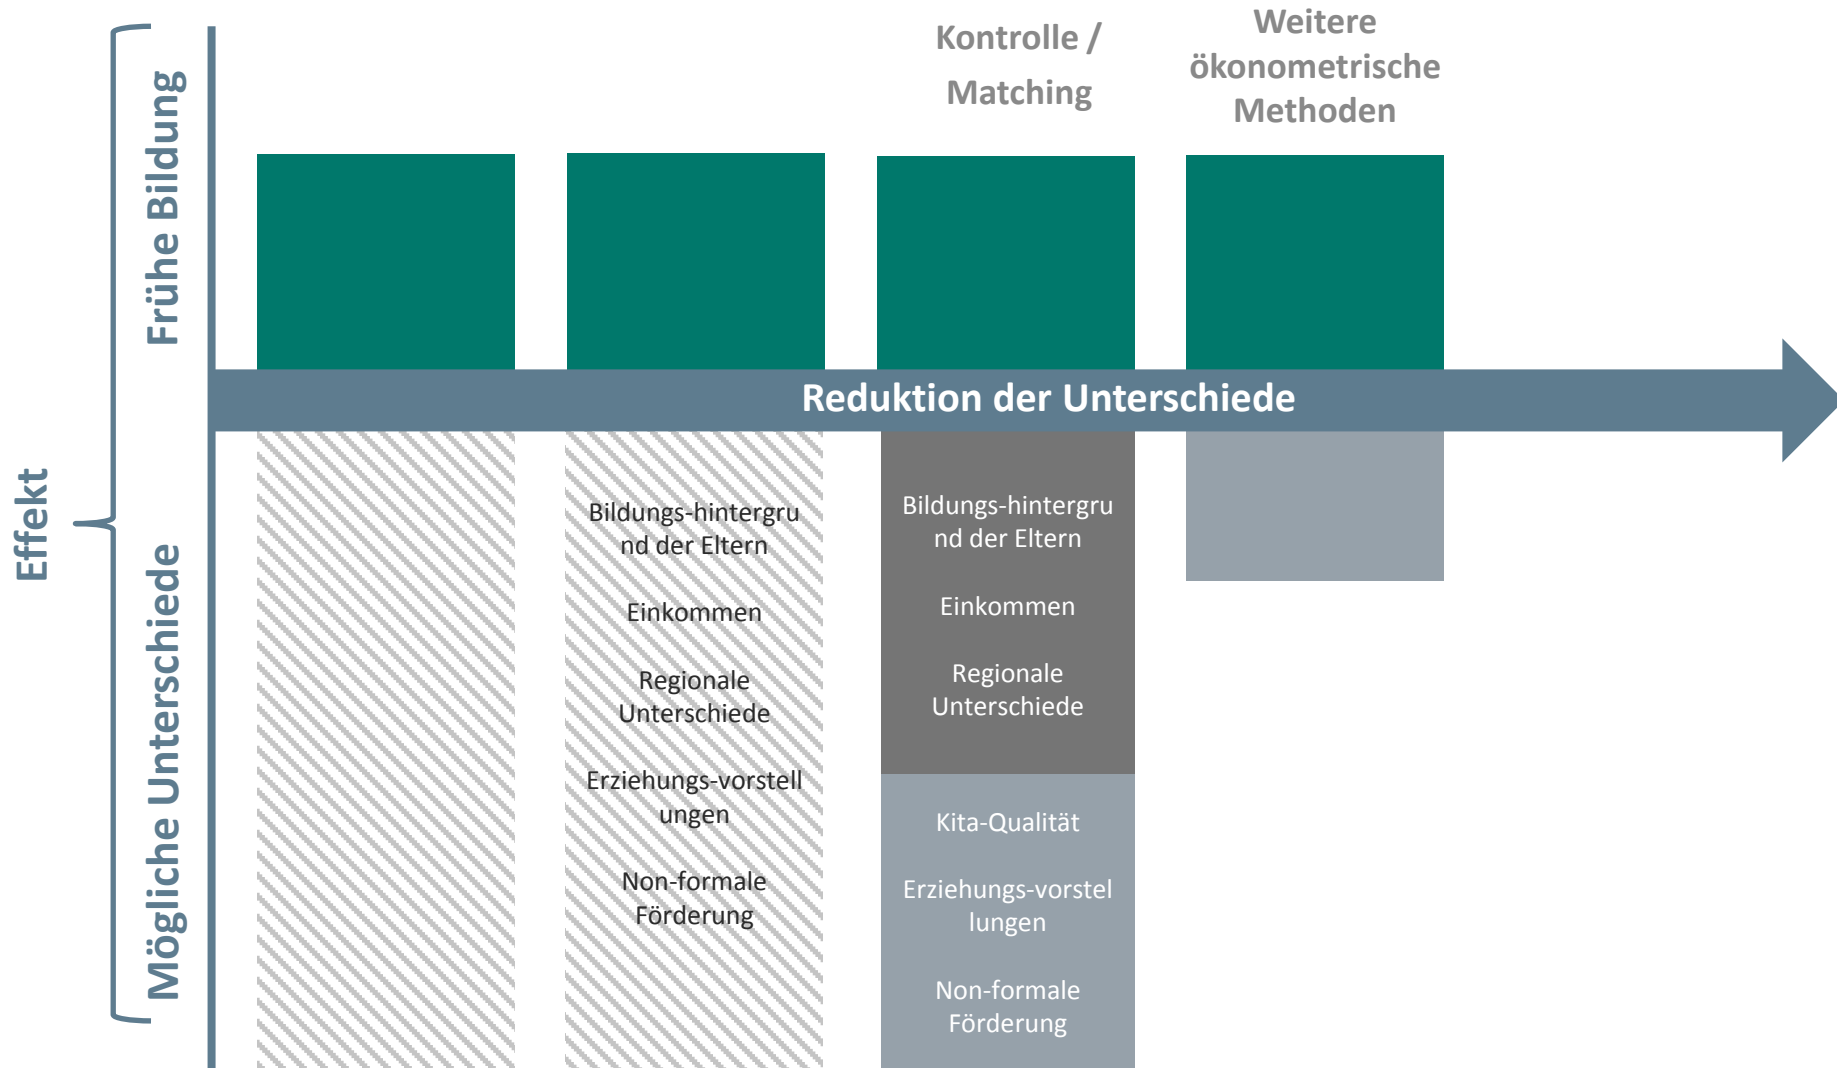 Kontrolle /
Matching
Weitere
ökonometrische
Methoden
Effekt
Frühe Bildung
Mögliche Unterschiede
Reduktion der Unterschiede
Bildungs-hintergru
nd der Eltern
Einkommen
Regionale
Unterschiede
Erziehungs-vorstell
ungen
Non-formale
Förderung
Bildungs-hintergru
nd der Eltern
Einkommen
Regionale
Unterschiede
Kita-Qualität
Erziehungs-vorstel
lungen
Non-formale
Förderung